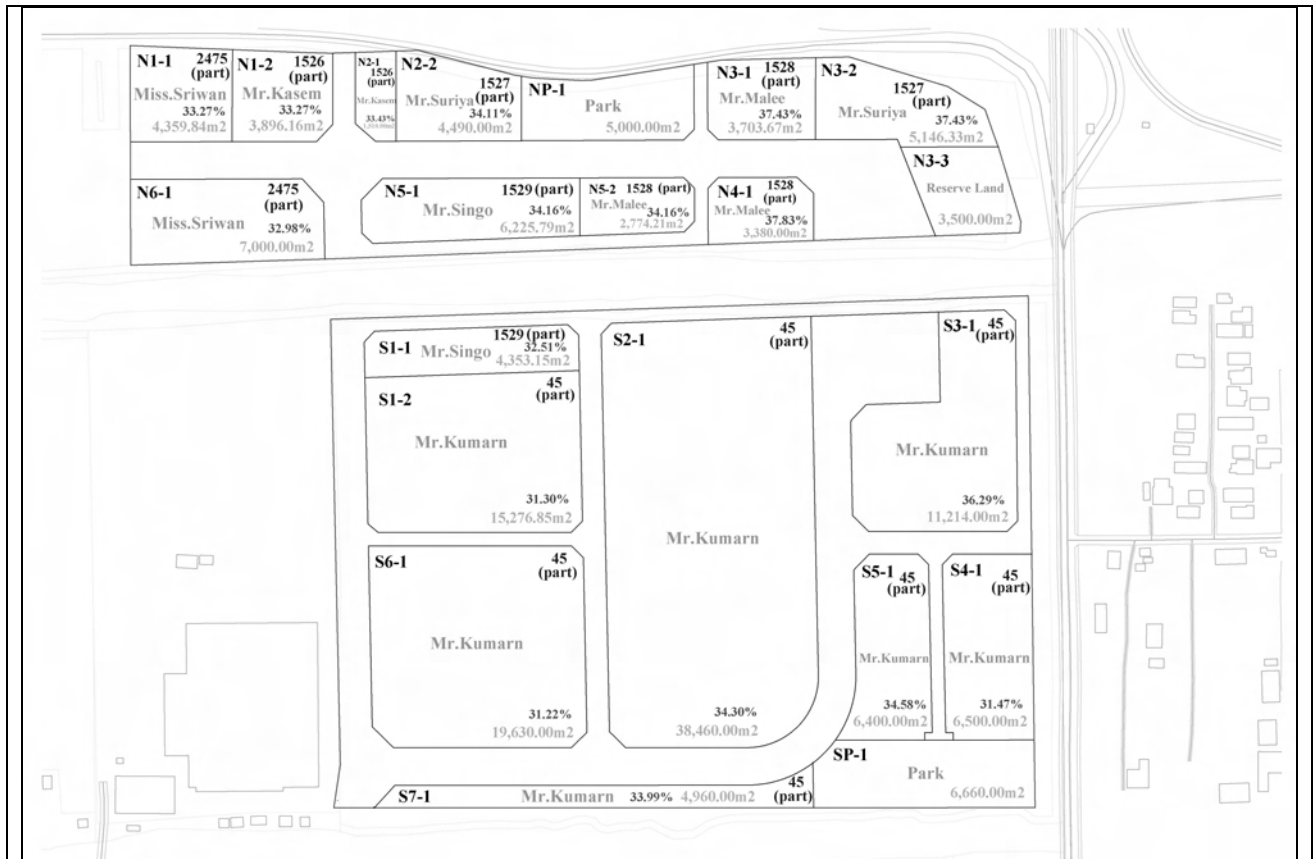 N1-1 2475
(part)
Miss.Sriwan
33.27%
4,359.84m2
N1-2 1526
(part)
Mr.Kasem
33.27%
3,896.16m2
N2-1
1526
(part)
Mr.Kasem
33.43%
N2-2
1527
(part)
Mr.Suriya
34.11%
4,490.00m2
NP-1
Park
5,000.00m2
N3-1 1528
(part)
Mr.Malee
37.43%
3,703.67m2
N3-2
1527
(part)
Mr.Suriya
37.43%
5,146.33m2
N3-3
Reserve Land
3,500.00m2
N6-1 2475
(part)
Miss.Sriwan
32.98%
7,000.00m2
N5-1 1529 (part)
Mr.Singo
34.16%
6,225.79m2
N5-2 1528 (part)
Mr.Malee
34.16%
2,774.21m2
N4-1 1528
(part)
Mr.Malee
37.83%
3,380.00m2
S1-1 1529 (part)
Mr.Singo
32.51%
4,353.15m2
S1-2 45
(part)
Mr.Kumarn
31.30%
15,276.85m2
S2-1 45
(part)
Mr.Kumarn
34.30%
38,460.00m2
S3-1 45
(part)
Mr.Kumarn
36.29%
11,214.00m2
S6-1 45
(part)
Mr.Kumarn
31.22%
19,630.00m2
S5-1 45
(part)
Mr.Kumarn
34.58%
6,400.00m2
S4-1 45
(part)
Mr.Kumarn
31.47%
6,500.00m2
SP-1
Park
6,660.00m2
S7-1 Mr.Kumarn 33.99% 4,960.00m2 45
(part)